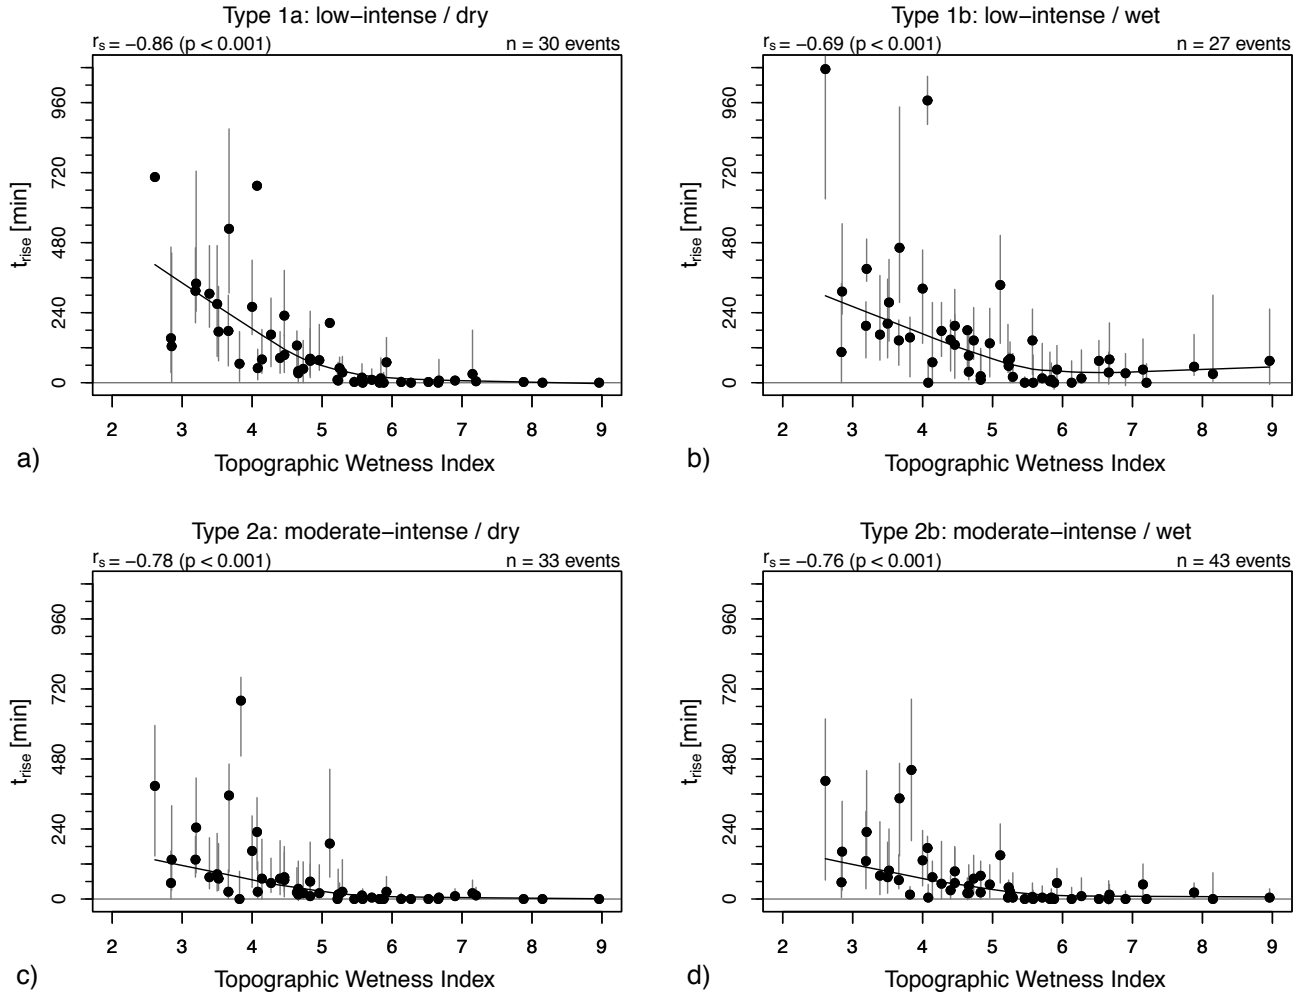 Type 1a: low−intense / dry
rs = −0.86 (p < 0.001) n = 30 events
trise [min]
960
720
480
240
0
2 3 4 5 6 7 8 9
a)
Topographic Wetness Index
Type 1b: low−intense / wet
rs = −0.69 (p < 0.001) n = 27 events
trise [min]
960
720
480
240
0
2 3 4 5 6 7 8 9
b)
Topographic Wetness Index
Type 2a: moderate−intense / dry
rs = −0.78 (p < 0.001) n = 33 events
trise [min]
960
720
480
240
0
2 3 4 5 6 7 8 9
c)
Topographic Wetness Index
Type 2b: moderate−intense / wet
rs = −0.76 (p < 0.001) n = 43 events
trise [min]
960
720
480
240
0
2 3 4 5 6 7 8 9
d)
Topographic Wetness Index